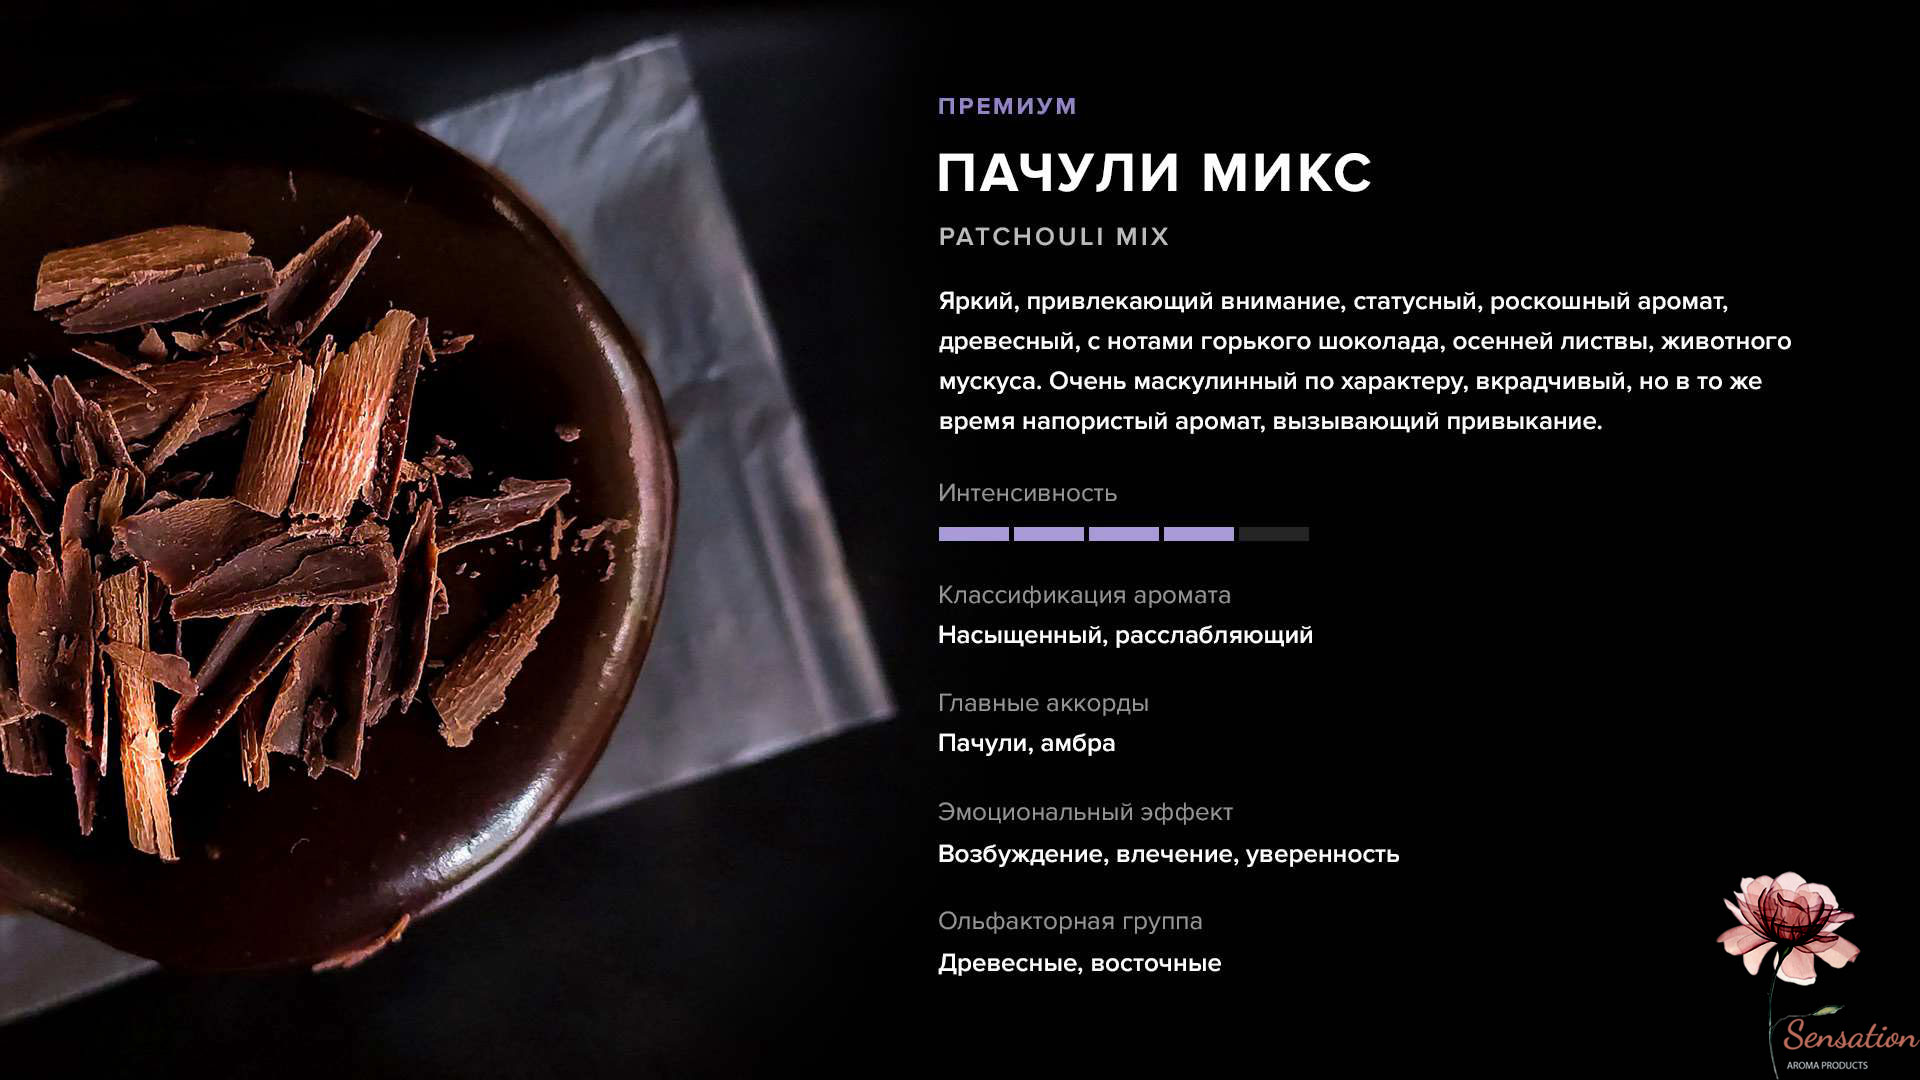 ПРЕМИУМ
ПАЧУЛИ МИКС
PATCHOULI MIX
Яркий, привлекающий внимание, статусный, роскошный аромат,
древесный, с нотами горького шоколада, осенней листвы, животного
мускуса. Очень маскулинный по характеру, вкрадчивый, но в то же
время напористый аромат, вызывающий привыкание.
Интенсивность
Классификация аромата
Насыщенный, расслабляющий
Главные аккорды
Пачули, амбра
Эмоциональный эффект
Возбуждение, влечение, уверенность
Ольфакторная группа
Древесные, восточные
Sensation
AROMA PRODUCTS